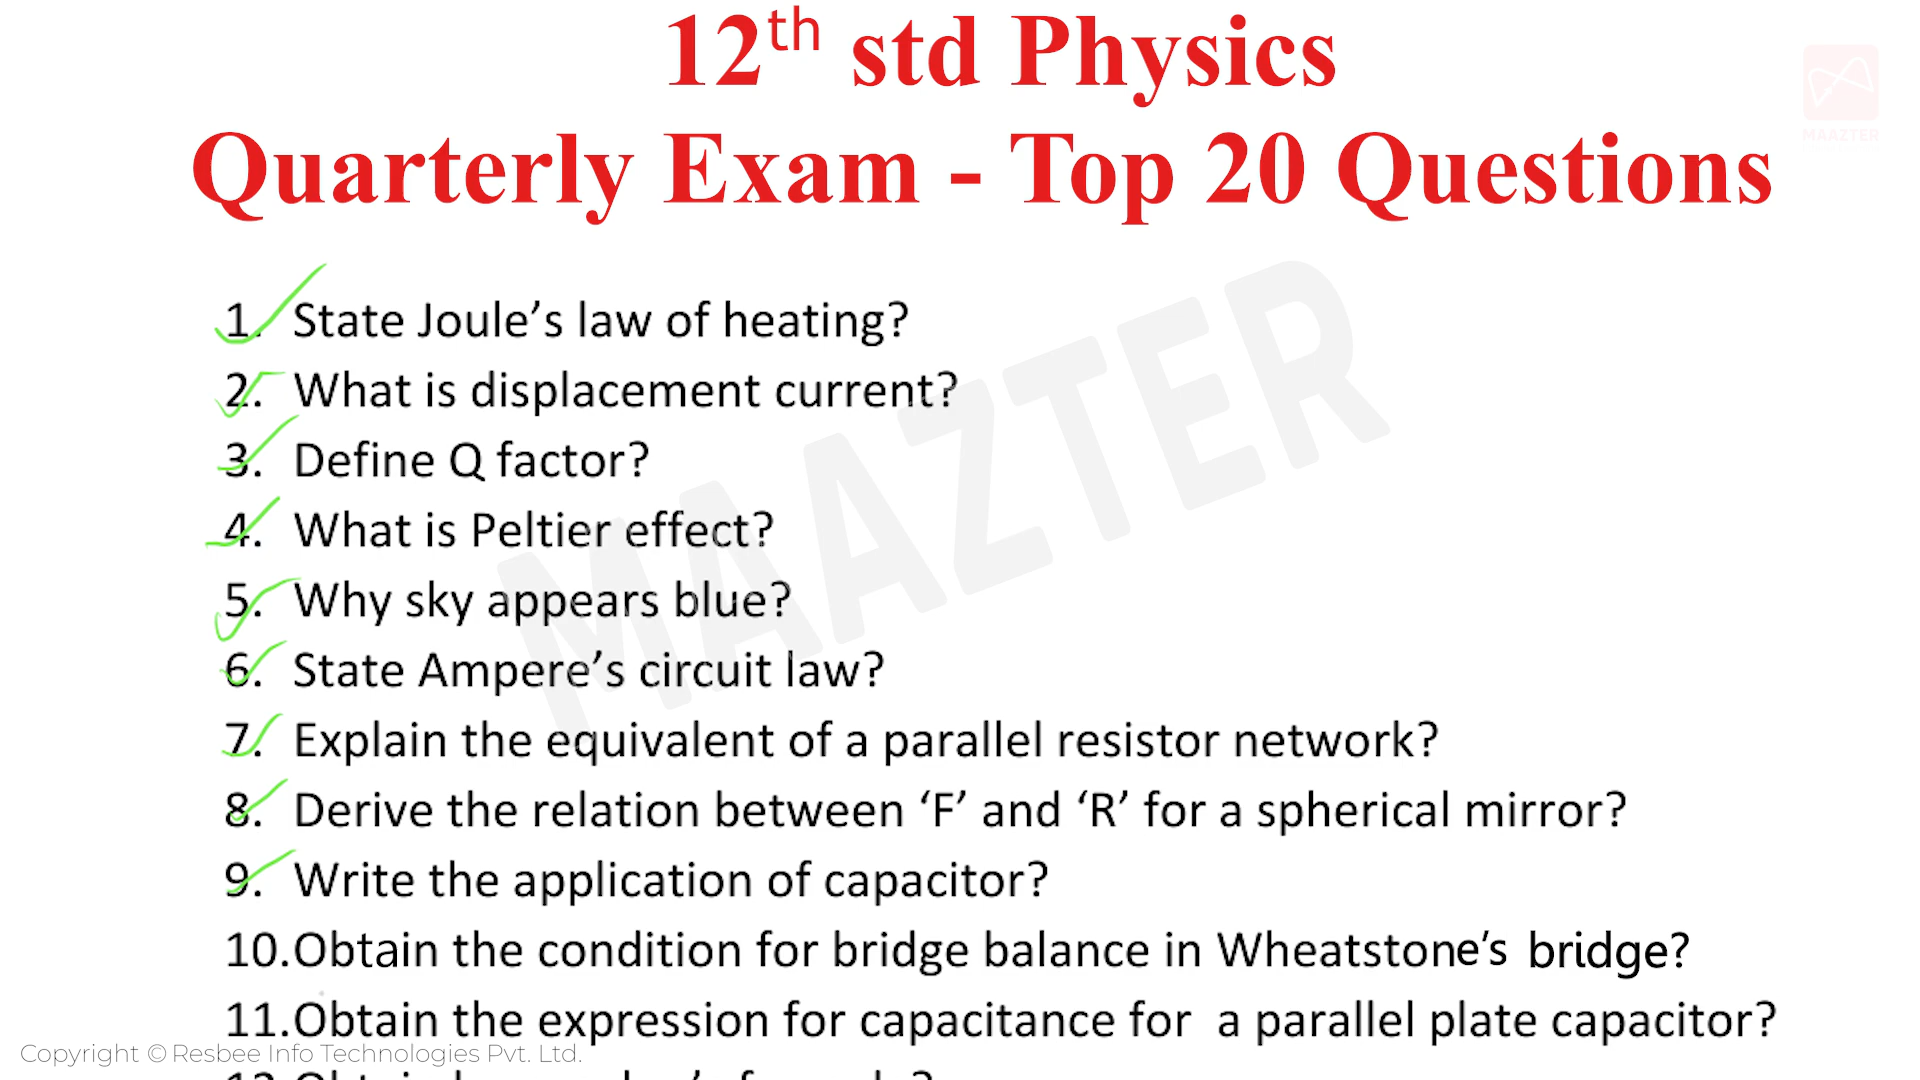 12th std Physics
Quarterly Exam - Top 20 Questions
MAAZTER
1. State Joule’s law of heating?
2. What is displacement current?
3. Define Q factor?
4. What is Peltier effect?
5. Why sky appears blue?
6. State Ampere’s circuit law?
7. Explain the equivalent of a parallel resistor network?
8. Derive the relation between ‘F’ and ‘R’ for a spherical mirror?
9. Write the application of capacitor?
10.Obtain the condition for bridge balance in Wheatstone’s bridge?
11.Obtain the expression for capacitance for a parallel plate capacitor?
MAAZTER
Copyright © Resbee Info Technologies Pvt. Ltd.